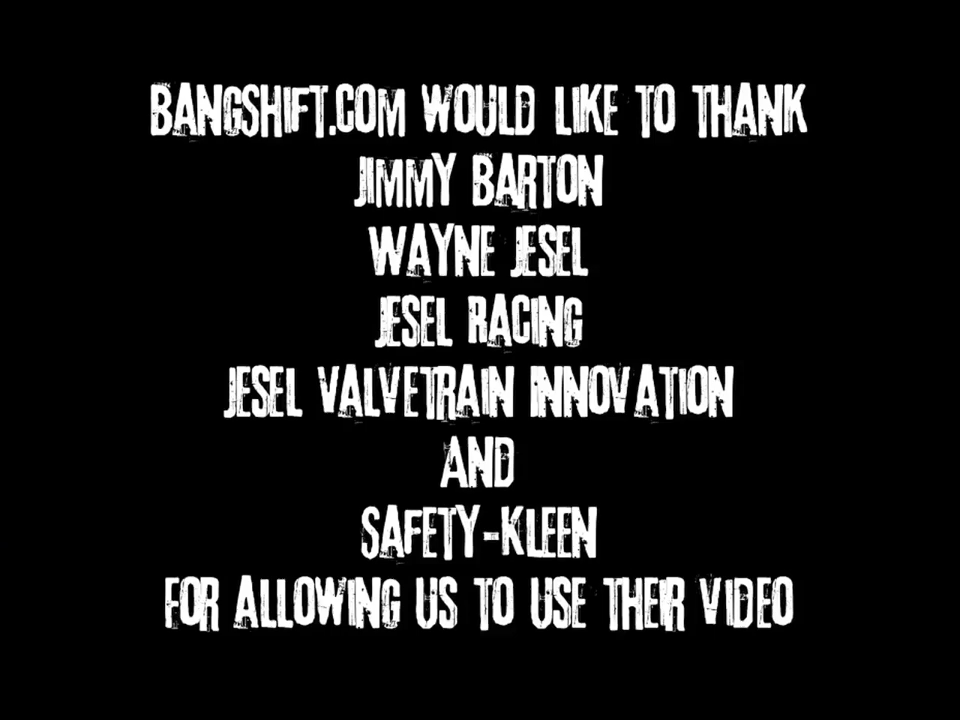 BANGSHIFT.COM WOULD LIKE TO THANK
JIMMY BARTON
WAYNE JESEL
JESEL RACING
JESEL VALVETRAIN INNOVATION
AND
SAFETY-KLEEN
FOR ALLOWING US TO USE THEIR VIDEO